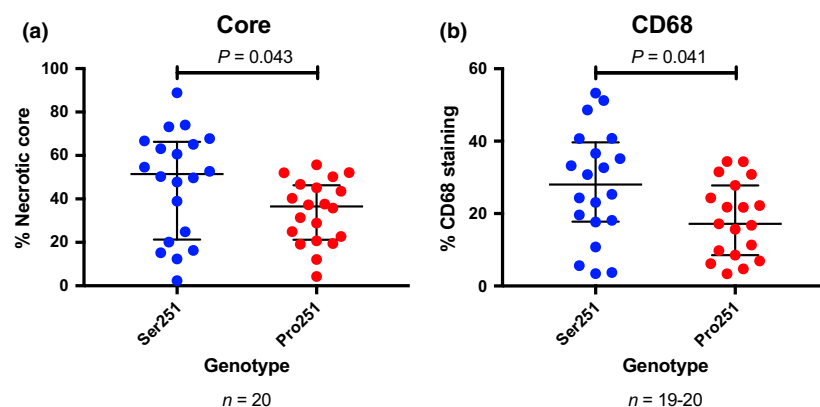 (a)
Core
P = 0.043
% Necrotic core
100
80
60
40
20
0
Ser251
Pro251
Genotype
n = 20
(b)
CD68
P = 0.041
% CD68 staining
60
40
20
0
Ser251
Pro251
Genotype
n = 19-20